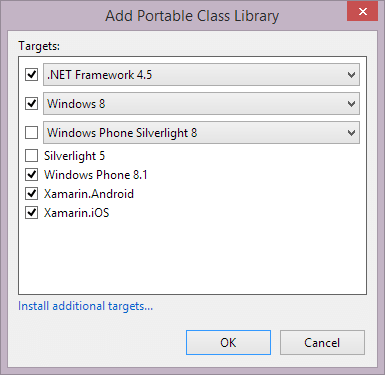 Add Portable Class Library
Targets:
.NET Framework 4.5
Windows 8
Windows Phone Silverlight 8
Silverlight 5
Windows Phone 8.1
Xamarin.Android
Xamarin.iOS
Install additional targets...
OK Cancel